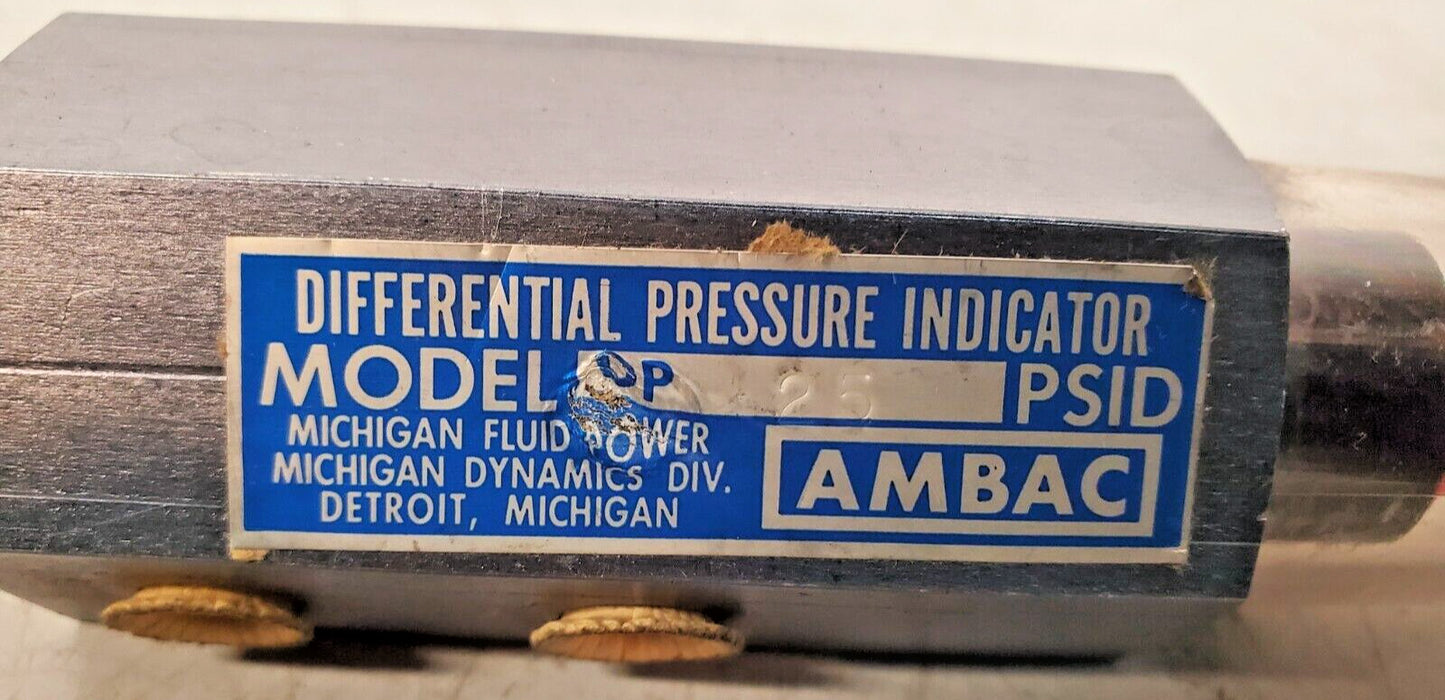 DIFFERENTIAL PRESSURE INDICATOR
MODEL DP 25 PSID
MICHIGAN FLUID POWER
MICHIGAN DYNAMICS DIV.
DETROIT, MICHIGAN
AMBAC